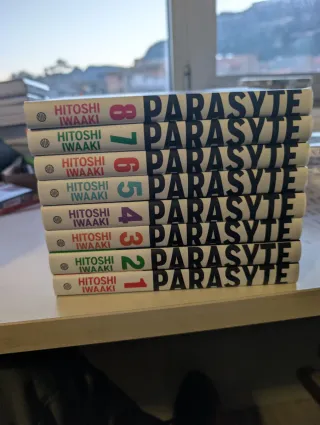 HITOSHI
IWAAKI 8 PARASYTE
HITOSHI
IWAAKI 7 PARASYTE
HITOSHI
IWAAKI 6 PARASYTE
HITOSHI
IWAAKI 5 PARASYTE
HITOSHI
IWAAKI 4 PARASYTE
HITOSHI
IWAAKI 3 PARASYTE
HITOSHI
IWAAKI 2 PARASYTE
HITOSHI
IWAAKI 1 PARASYTE